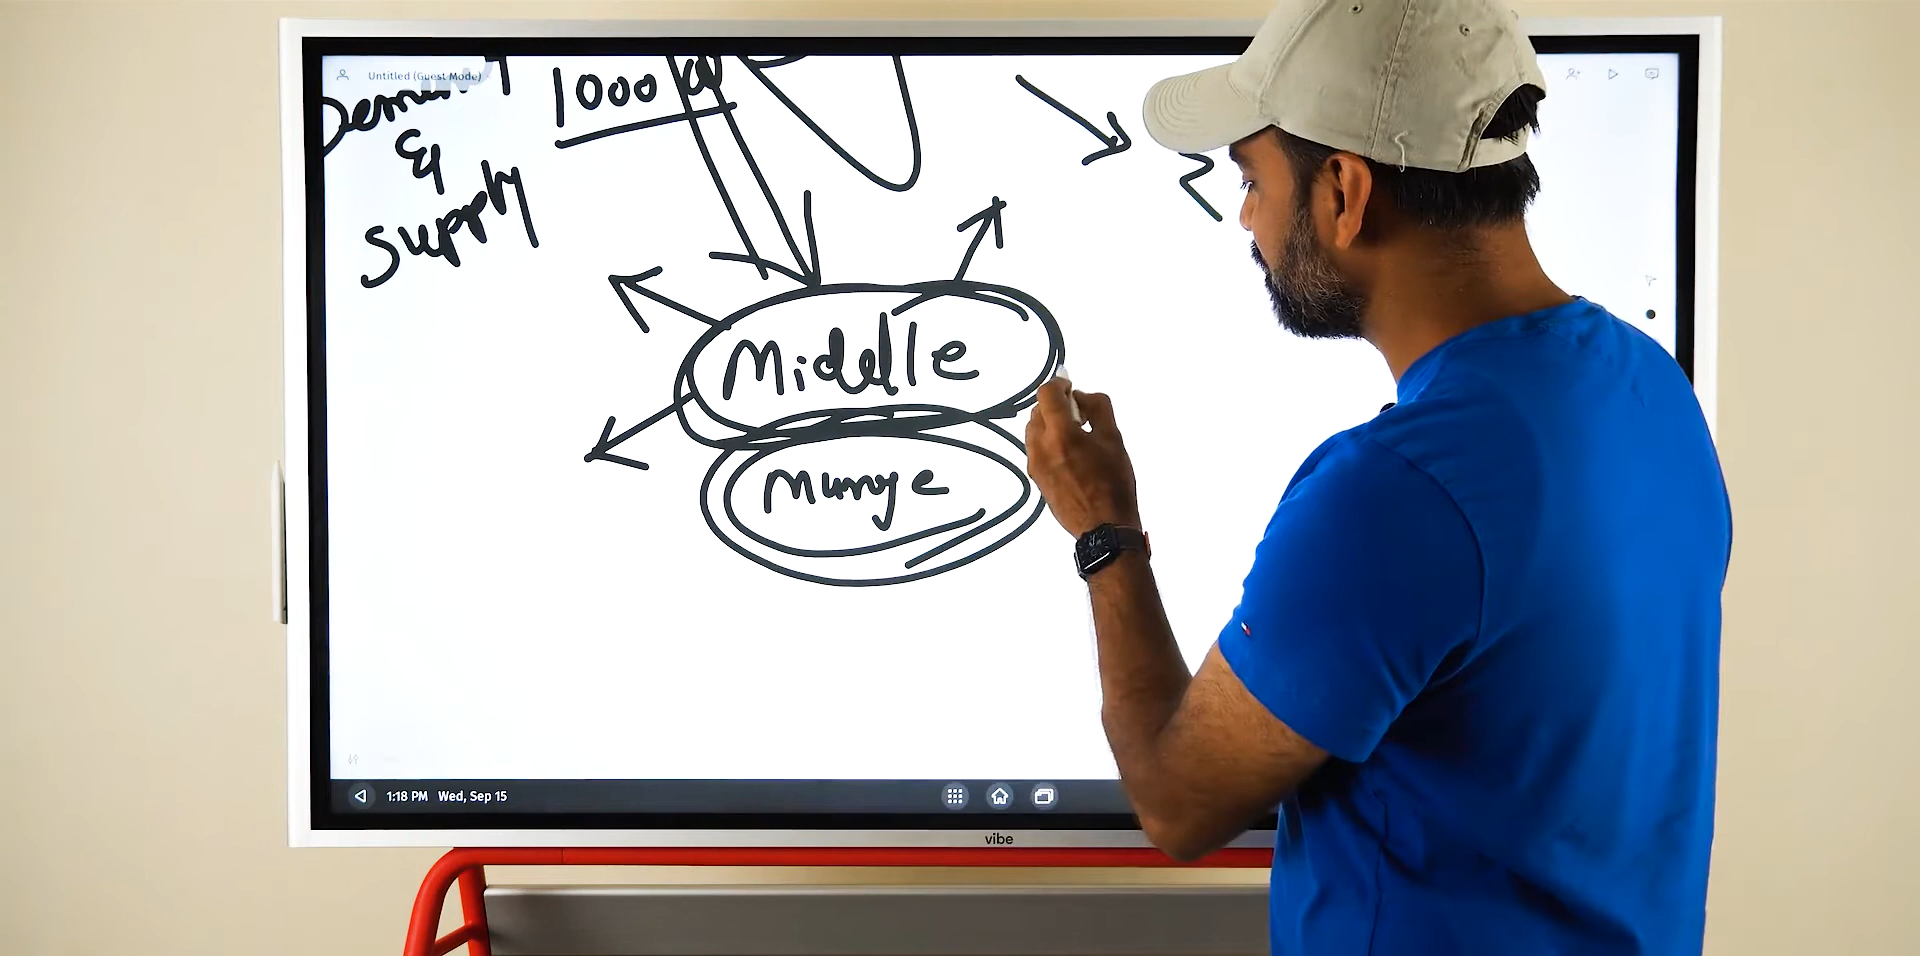 Untitled (Guest Mode)
Demand
&
Supply
1000
Middle
1:18 PM Wed, Sep 15
vibe